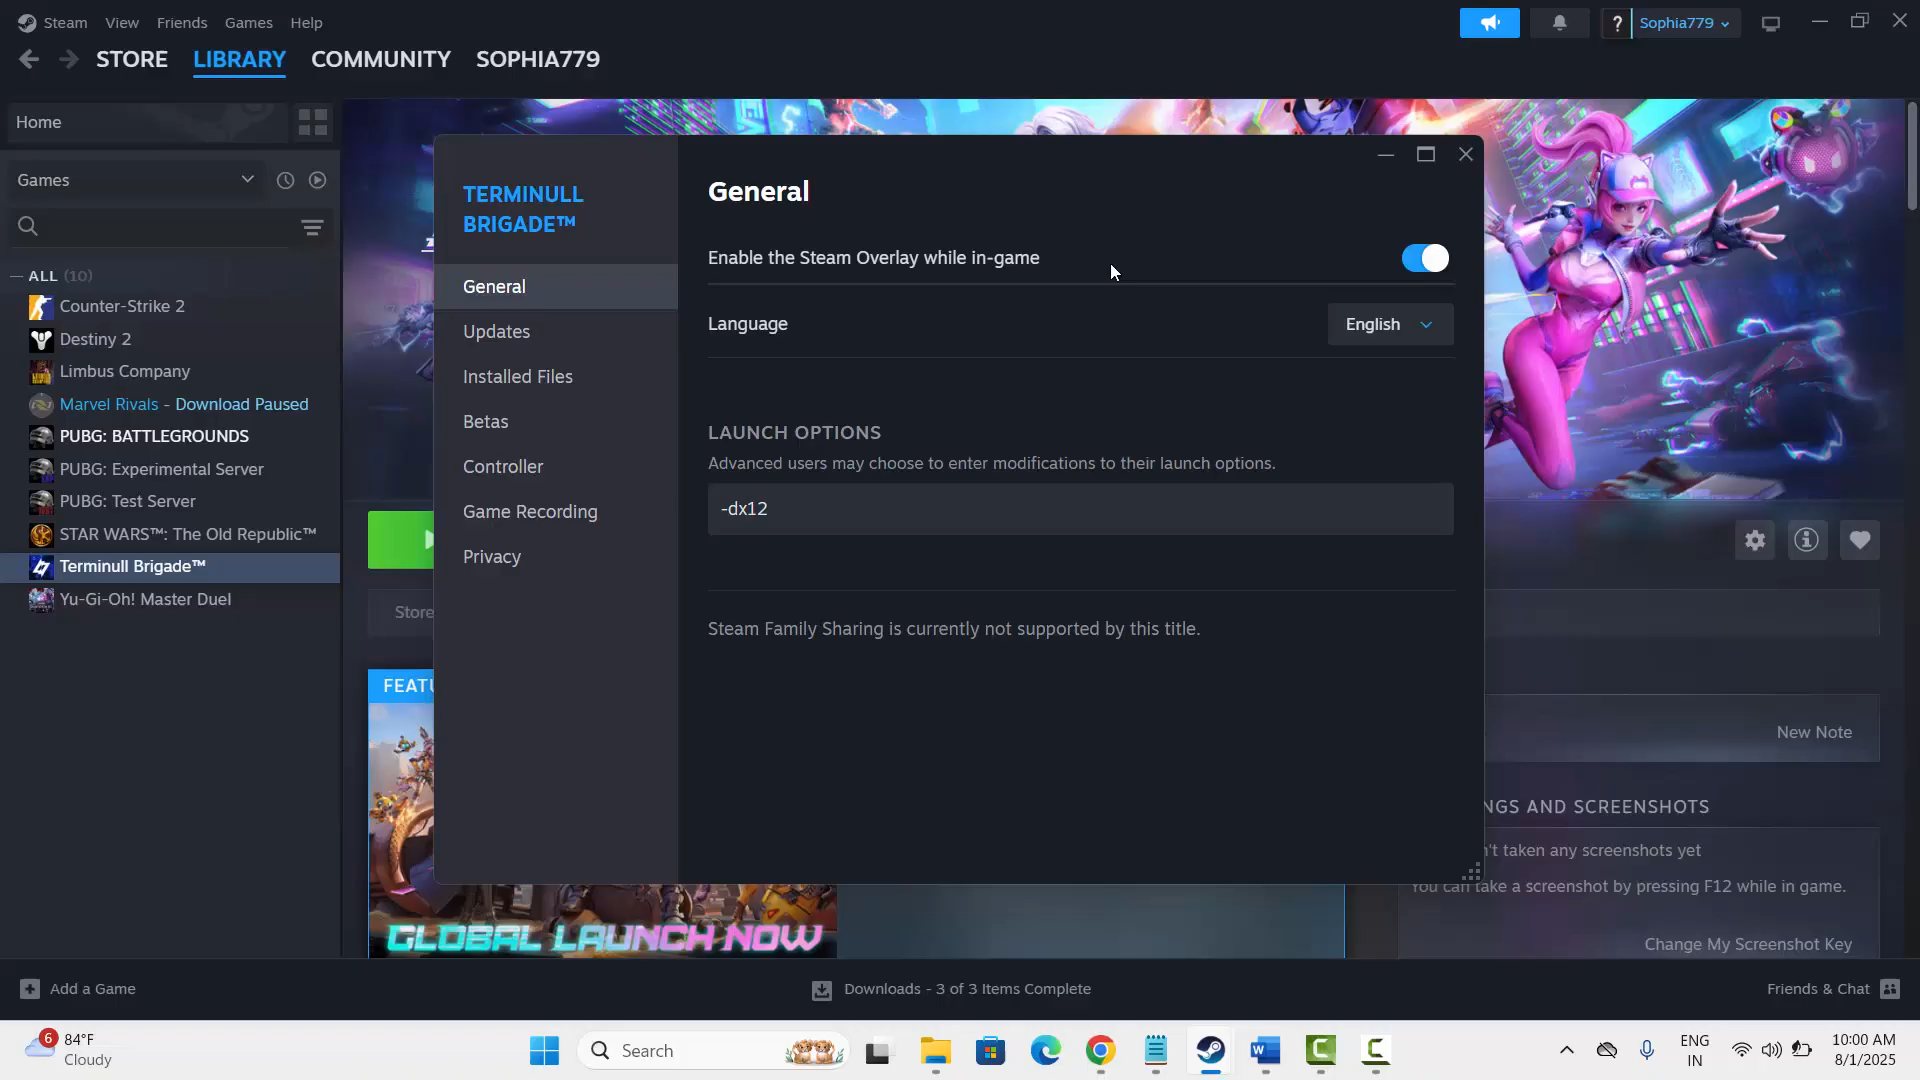 Steam View Friends Games Help
? Sophia779
STORE LIBRARY COMMUNITY SOPHIA779
Home
Games
— ALL (10)
Counter-Strike 2
Destiny 2
Limbus Company
Marvel Rivals - Download Paused
PUBG: BATTLEGROUNDS
PUBG: Experimental Server
PUBG: Test Server
STAR WARS™: The Old Republic™
Terminull Brigade™
Yu-Gi-Oh! Master Duel
TERMINULL
BRIGADE™
General
Updates
Installed Files
Betas
Controller
Game Recording
Privacy
General
Enable the Steam Overlay while in-game
Language English
LAUNCH OPTIONS
Advanced users may choose to enter modifications to their launch options.
-dx12
Steam Family Sharing is currently not supported by this title.
Store
FEATU
GLOBAL LAUNCH NOW
New Note
NGS AND SCREENSHOTS
n't taken any screenshots yet
You can take a screenshot by pressing F12 while in game.
Change My Screenshot Key
Add a Game
Downloads - 3 of 3 Items Complete
Friends & Chat
6
84°F
Cloudy
Search
ENG
IN
10:00 AM
8/1/2025